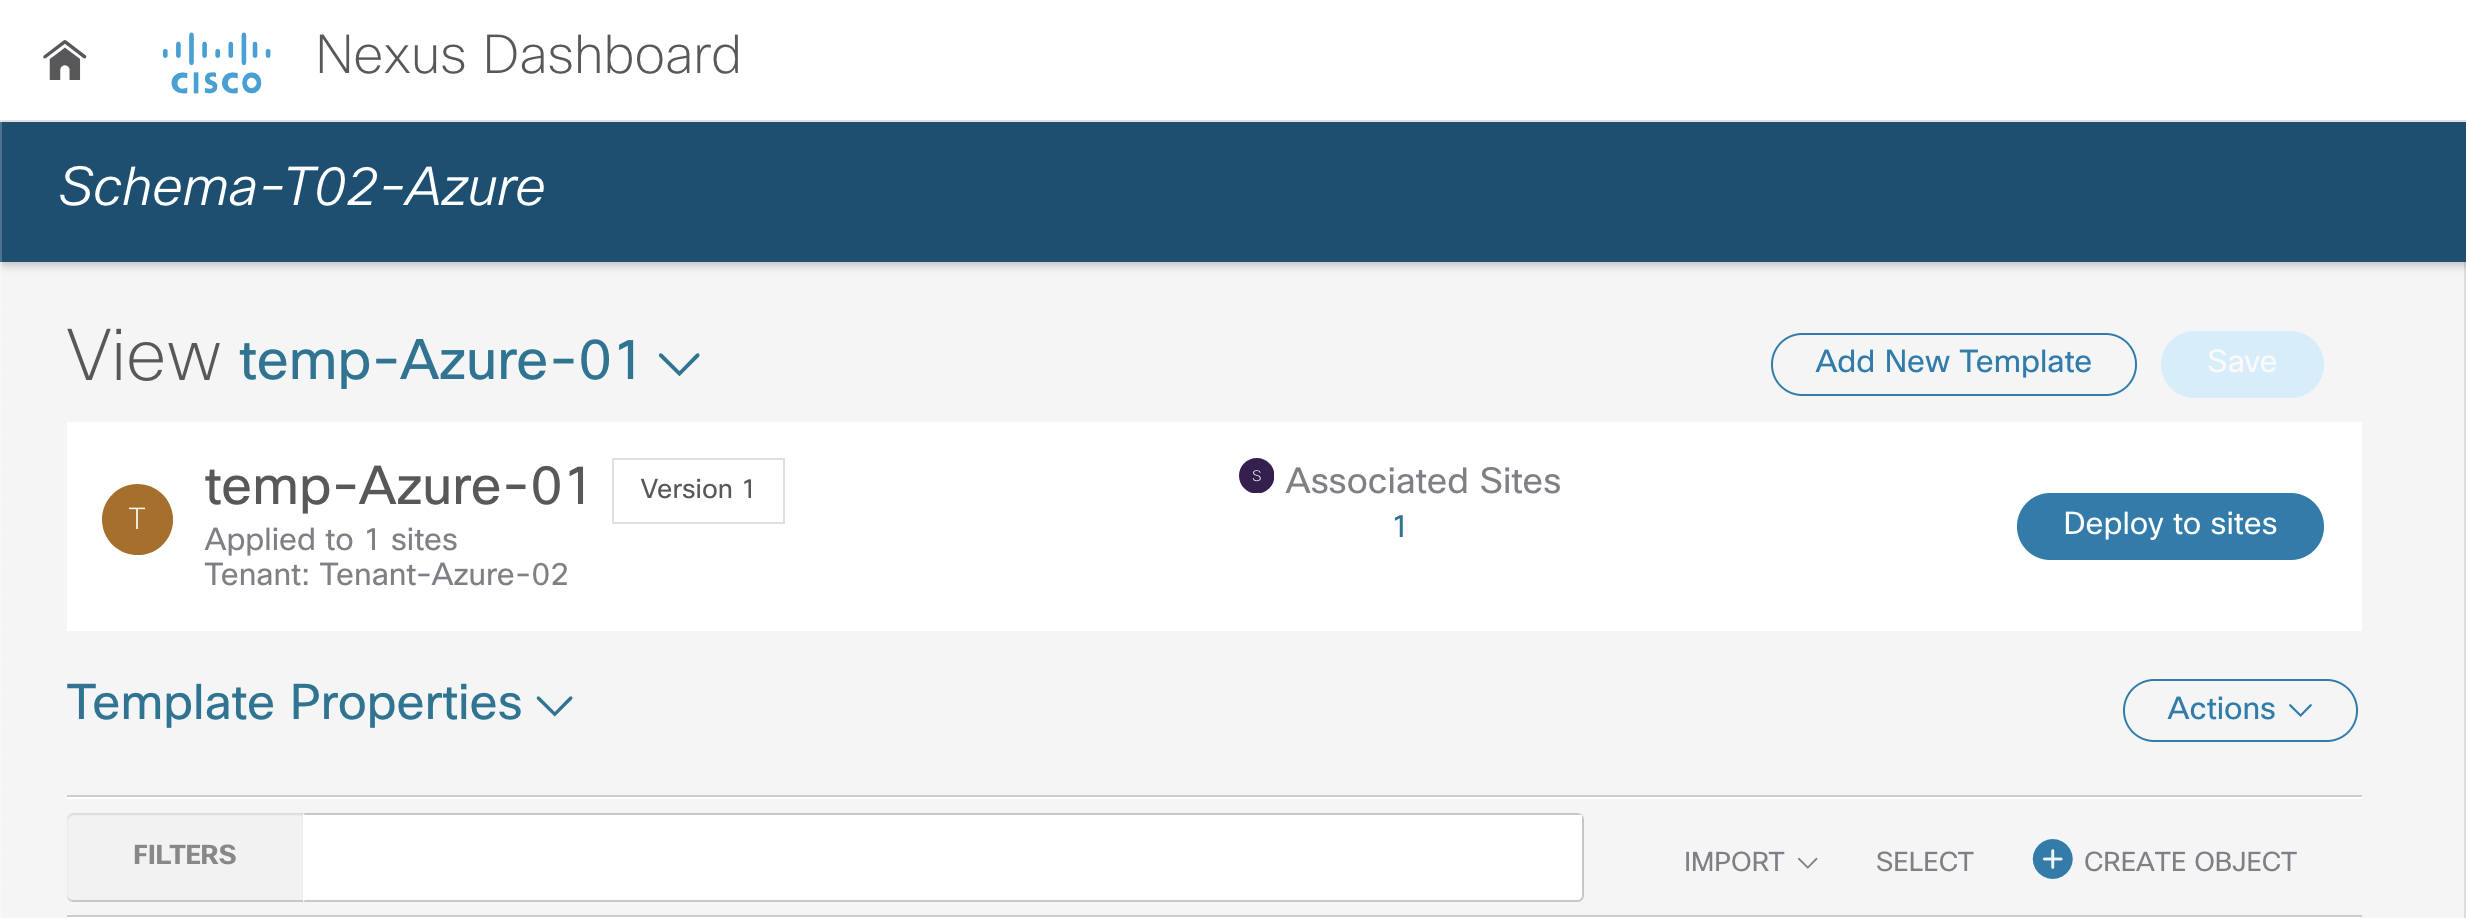 cisco Nexus Dashboard
Schema-T02-Azure
View temp-Azure-01
Add New Template
Save
T
temp-Azure-01
Version 1
Applied to 1 sites
Tenant: Tenant-Azure-02
S Associated Sites
1
Deploy to sites
Template Properties
Actions
FILTERS
IMPORT
SELECT
CREATE OBJECT